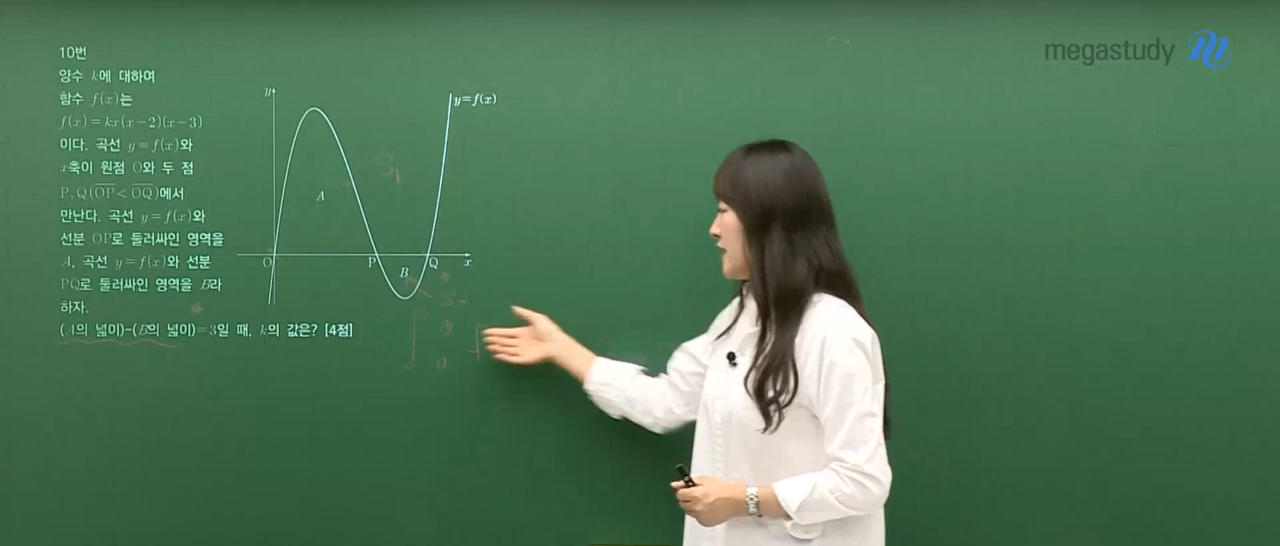 megastudy
10번
양수 k에 대하여
함수 f(x)는
f(x)=kx(x-2)(x-3)
이다. 곡선 y=f(x)와
x축이 원점 O와 두 점
P, Q(OP<OQ)에서
만난다. 곡선 y=f(x)와
선분 OP로 둘러싸인 영역을
A, 곡선 y=f(x)와 선분
PQ로 둘러싸인 영역을 B라
하자.
(A의 넓이)-(B의 넓이)=3일 때, k의 값은? [4점]
y
y=f(x)
S₁
A
O
P
B
Q
x